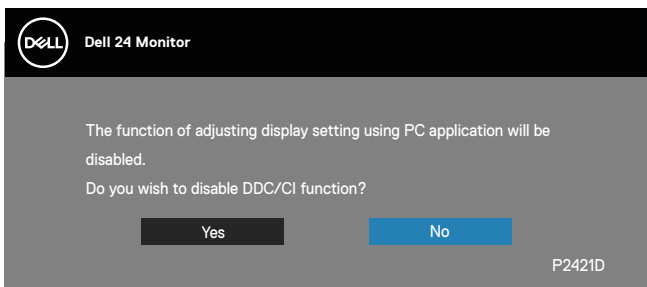 DELL
Dell 24 Monitor
The function of adjusting display setting using PC application will be
disabled.
Do you wish to disable DDC/CI function?
Yes
No
P2421D